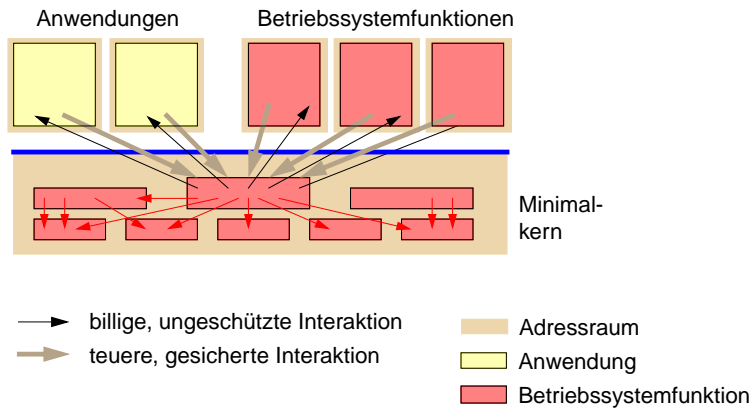 Anwendungen
Betriebssystemfunktionen
Minimal-
kern
billige, ungeschützte Interaktion
teuere, gesicherte Interaktion
Adressraum
Anwendung
Betriebssystemfunktion